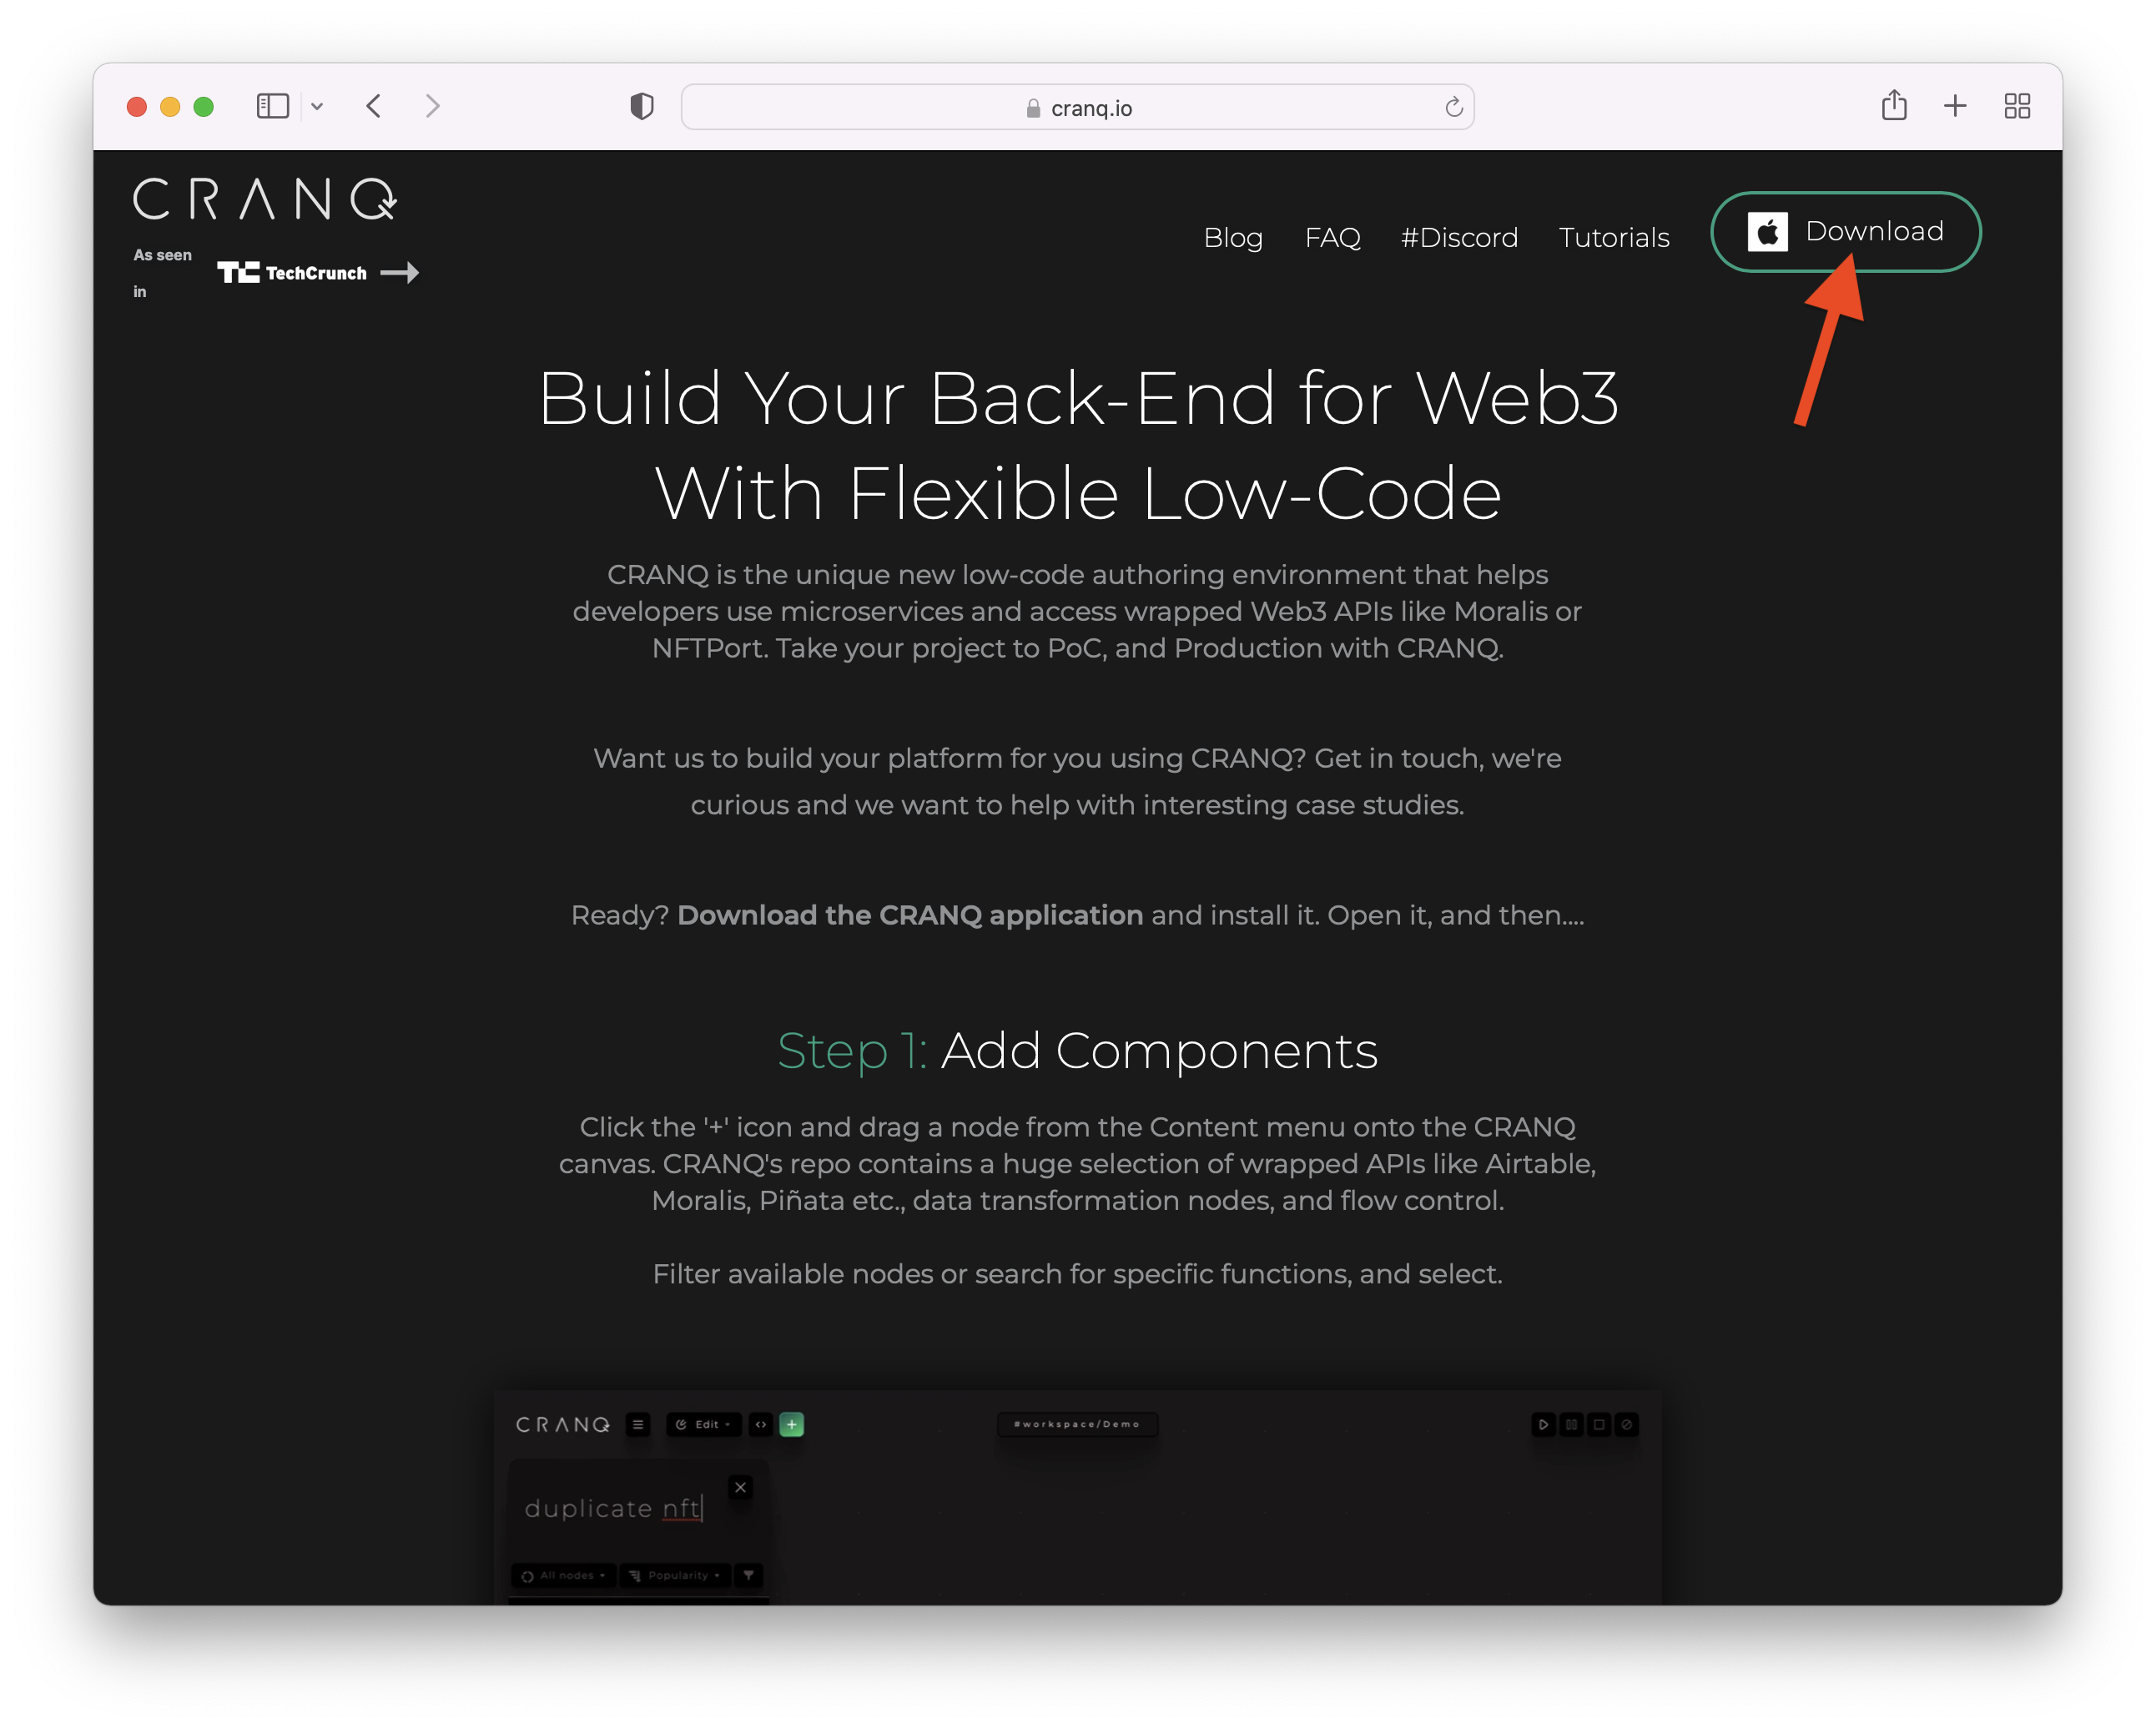 cranq.io
CRANQ
As seen
in
TC TechCrunch
Blog FAQ #Discord Tutorials Download
Build Your Back-End for Web3
With Flexible Low-Code
CRANQ is the unique new low-code authoring environment that helps
developers use microservices and access wrapped Web3 APIs like Moralis or
NFTPort. Take your project to PoC, and Production with CRANQ.
Want us to build your platform for you using CRANQ? Get in touch, we're
curious and we want to help with interesting case studies.
Ready? Download the CRANQ application and install it. Open it, and then....
Step 1: Add Components
Click the '+' icon and drag a node from the Content menu onto the CRANQ
canvas. CRANQ's repo contains a huge selection of wrapped APIs like Airtable,
Moralis, Piñata etc., data transformation nodes, and flow control.
Filter available nodes or search for specific functions, and select.
CRANQ Edit #workspace/Demo
duplicate nft
All nodes Popularity